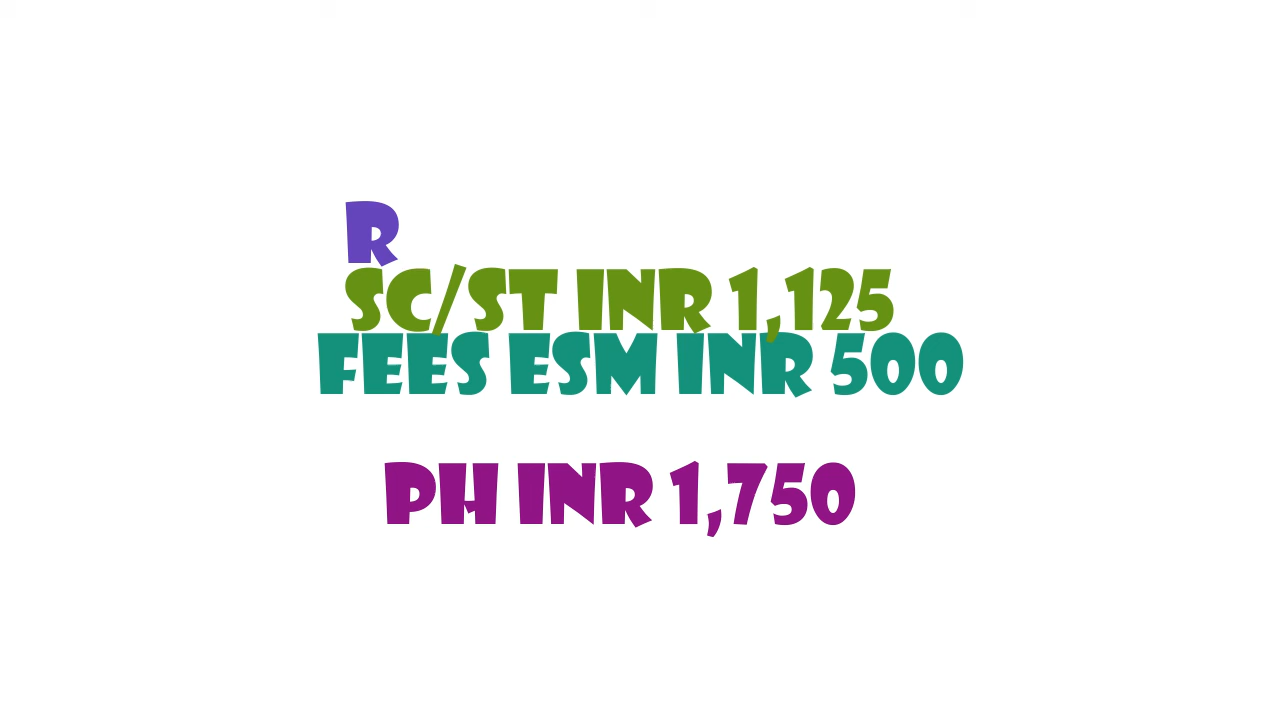 R
SC/ST INR 1,125
FEES ESM INR 500
PH INR 1,750